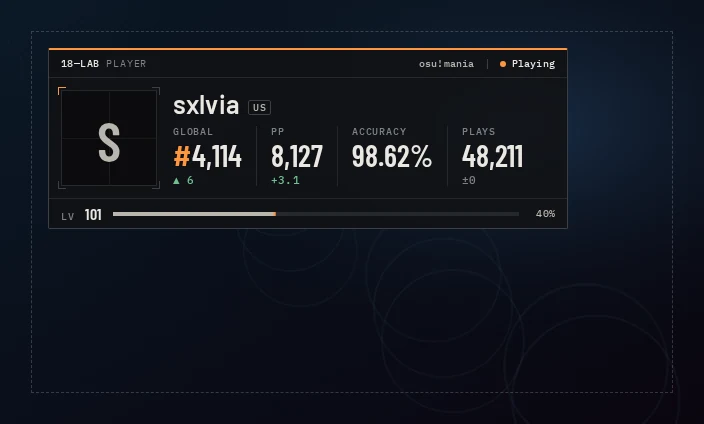 18—LAB PLAYER
osu!mania | Playing
S
sxlvia US
GLOBAL PP ACCURACY PLAYS
#4,114 8,127 98.62% 48,211
▲ 6 +3.1 ±0
LV 101 40%